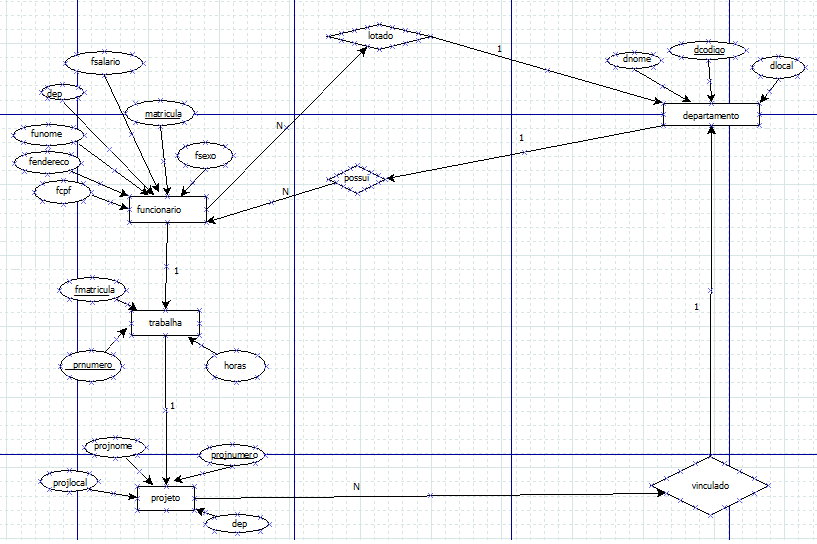 lotado
1
dcodigo
dnome
dlocal
fsalario
dep
matricula
N
departamento
funome
1
fsexo
fendereco
possui
fcpf
N
funcionario
1
fmatricula
1
trabalha
prnumero
horas
1
projnome
projnumero
projlocal
N
vinculado
projeto
dep